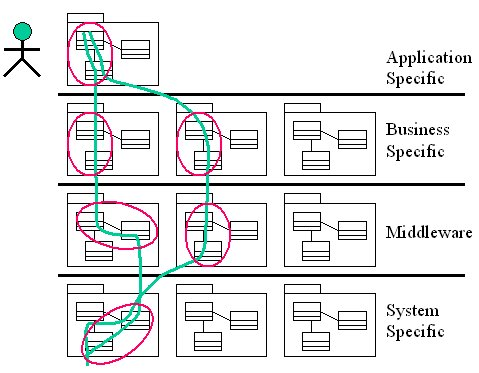 Application
Specific
Business
Specific
Middleware
System
Specific